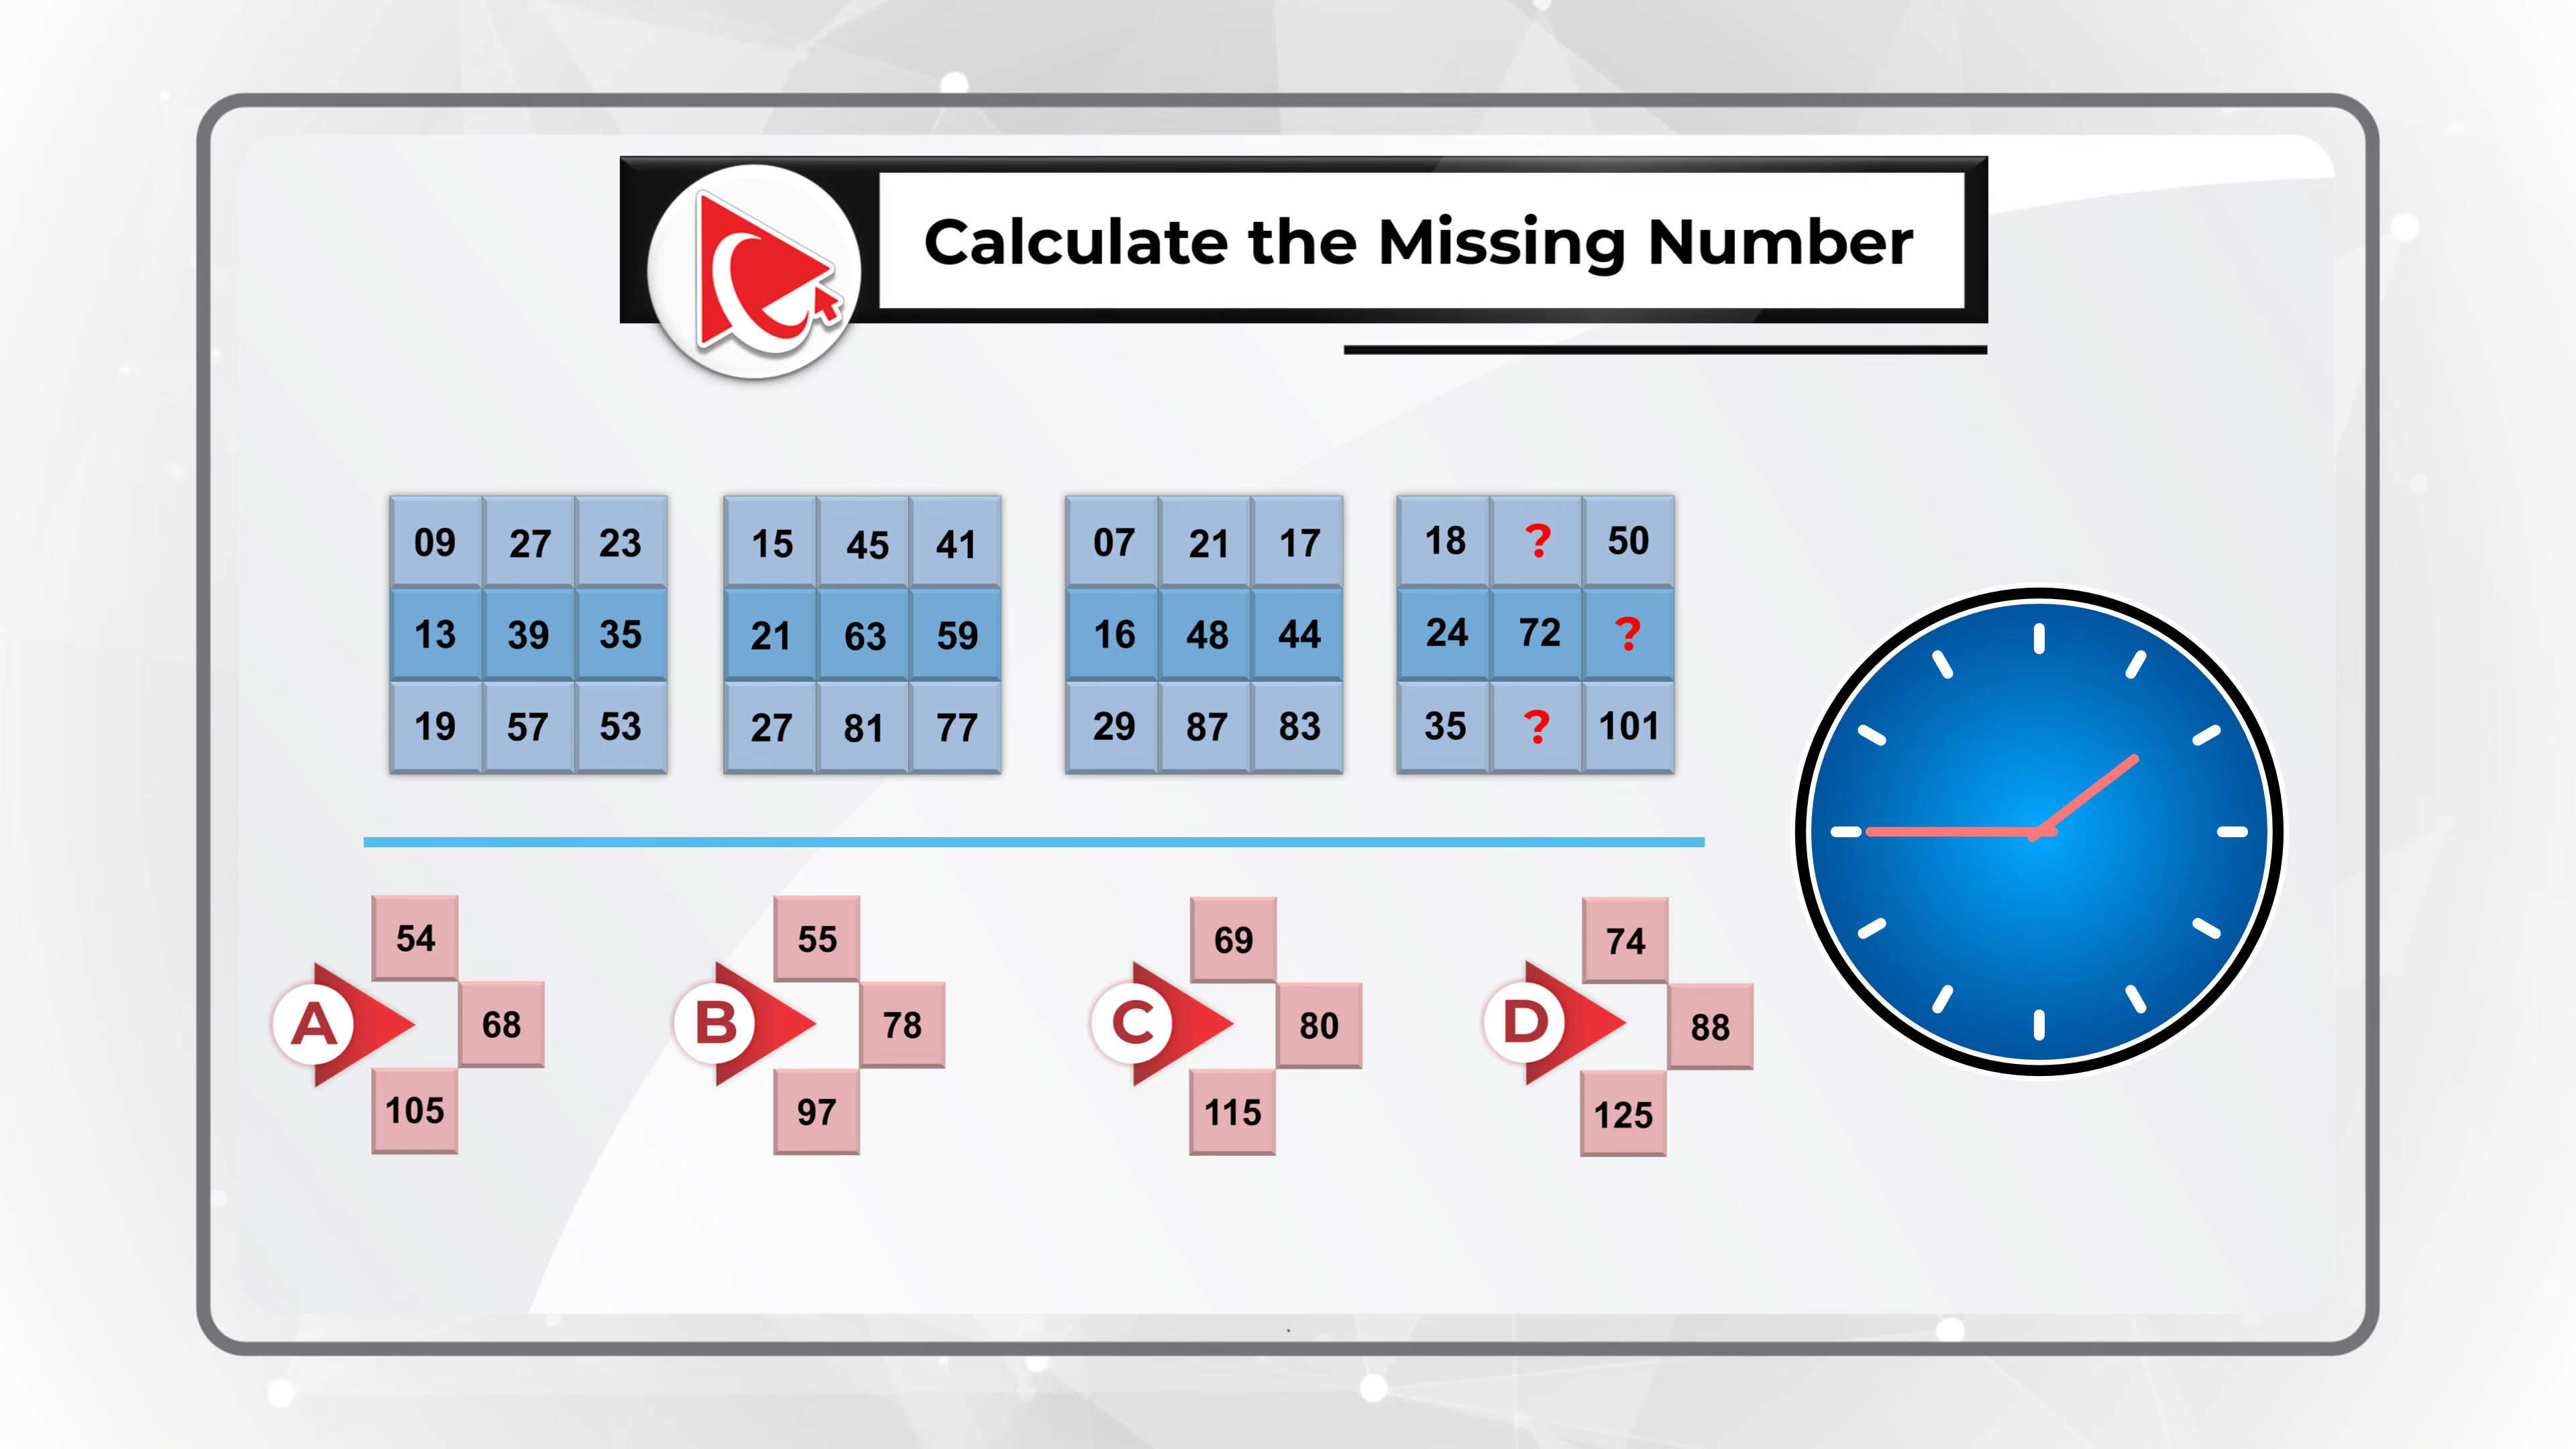 Calculate the Missing Number
09 27 23
13 39 35
19 57 53
15 45 41
21 63 59
27 81 77
07 21 17
16 48 44
29 87 83
18 ? 50
24 72 ?
35 ? 101
A
54
68
105
B
55
78
97
C
69
80
115
D
74
88
125